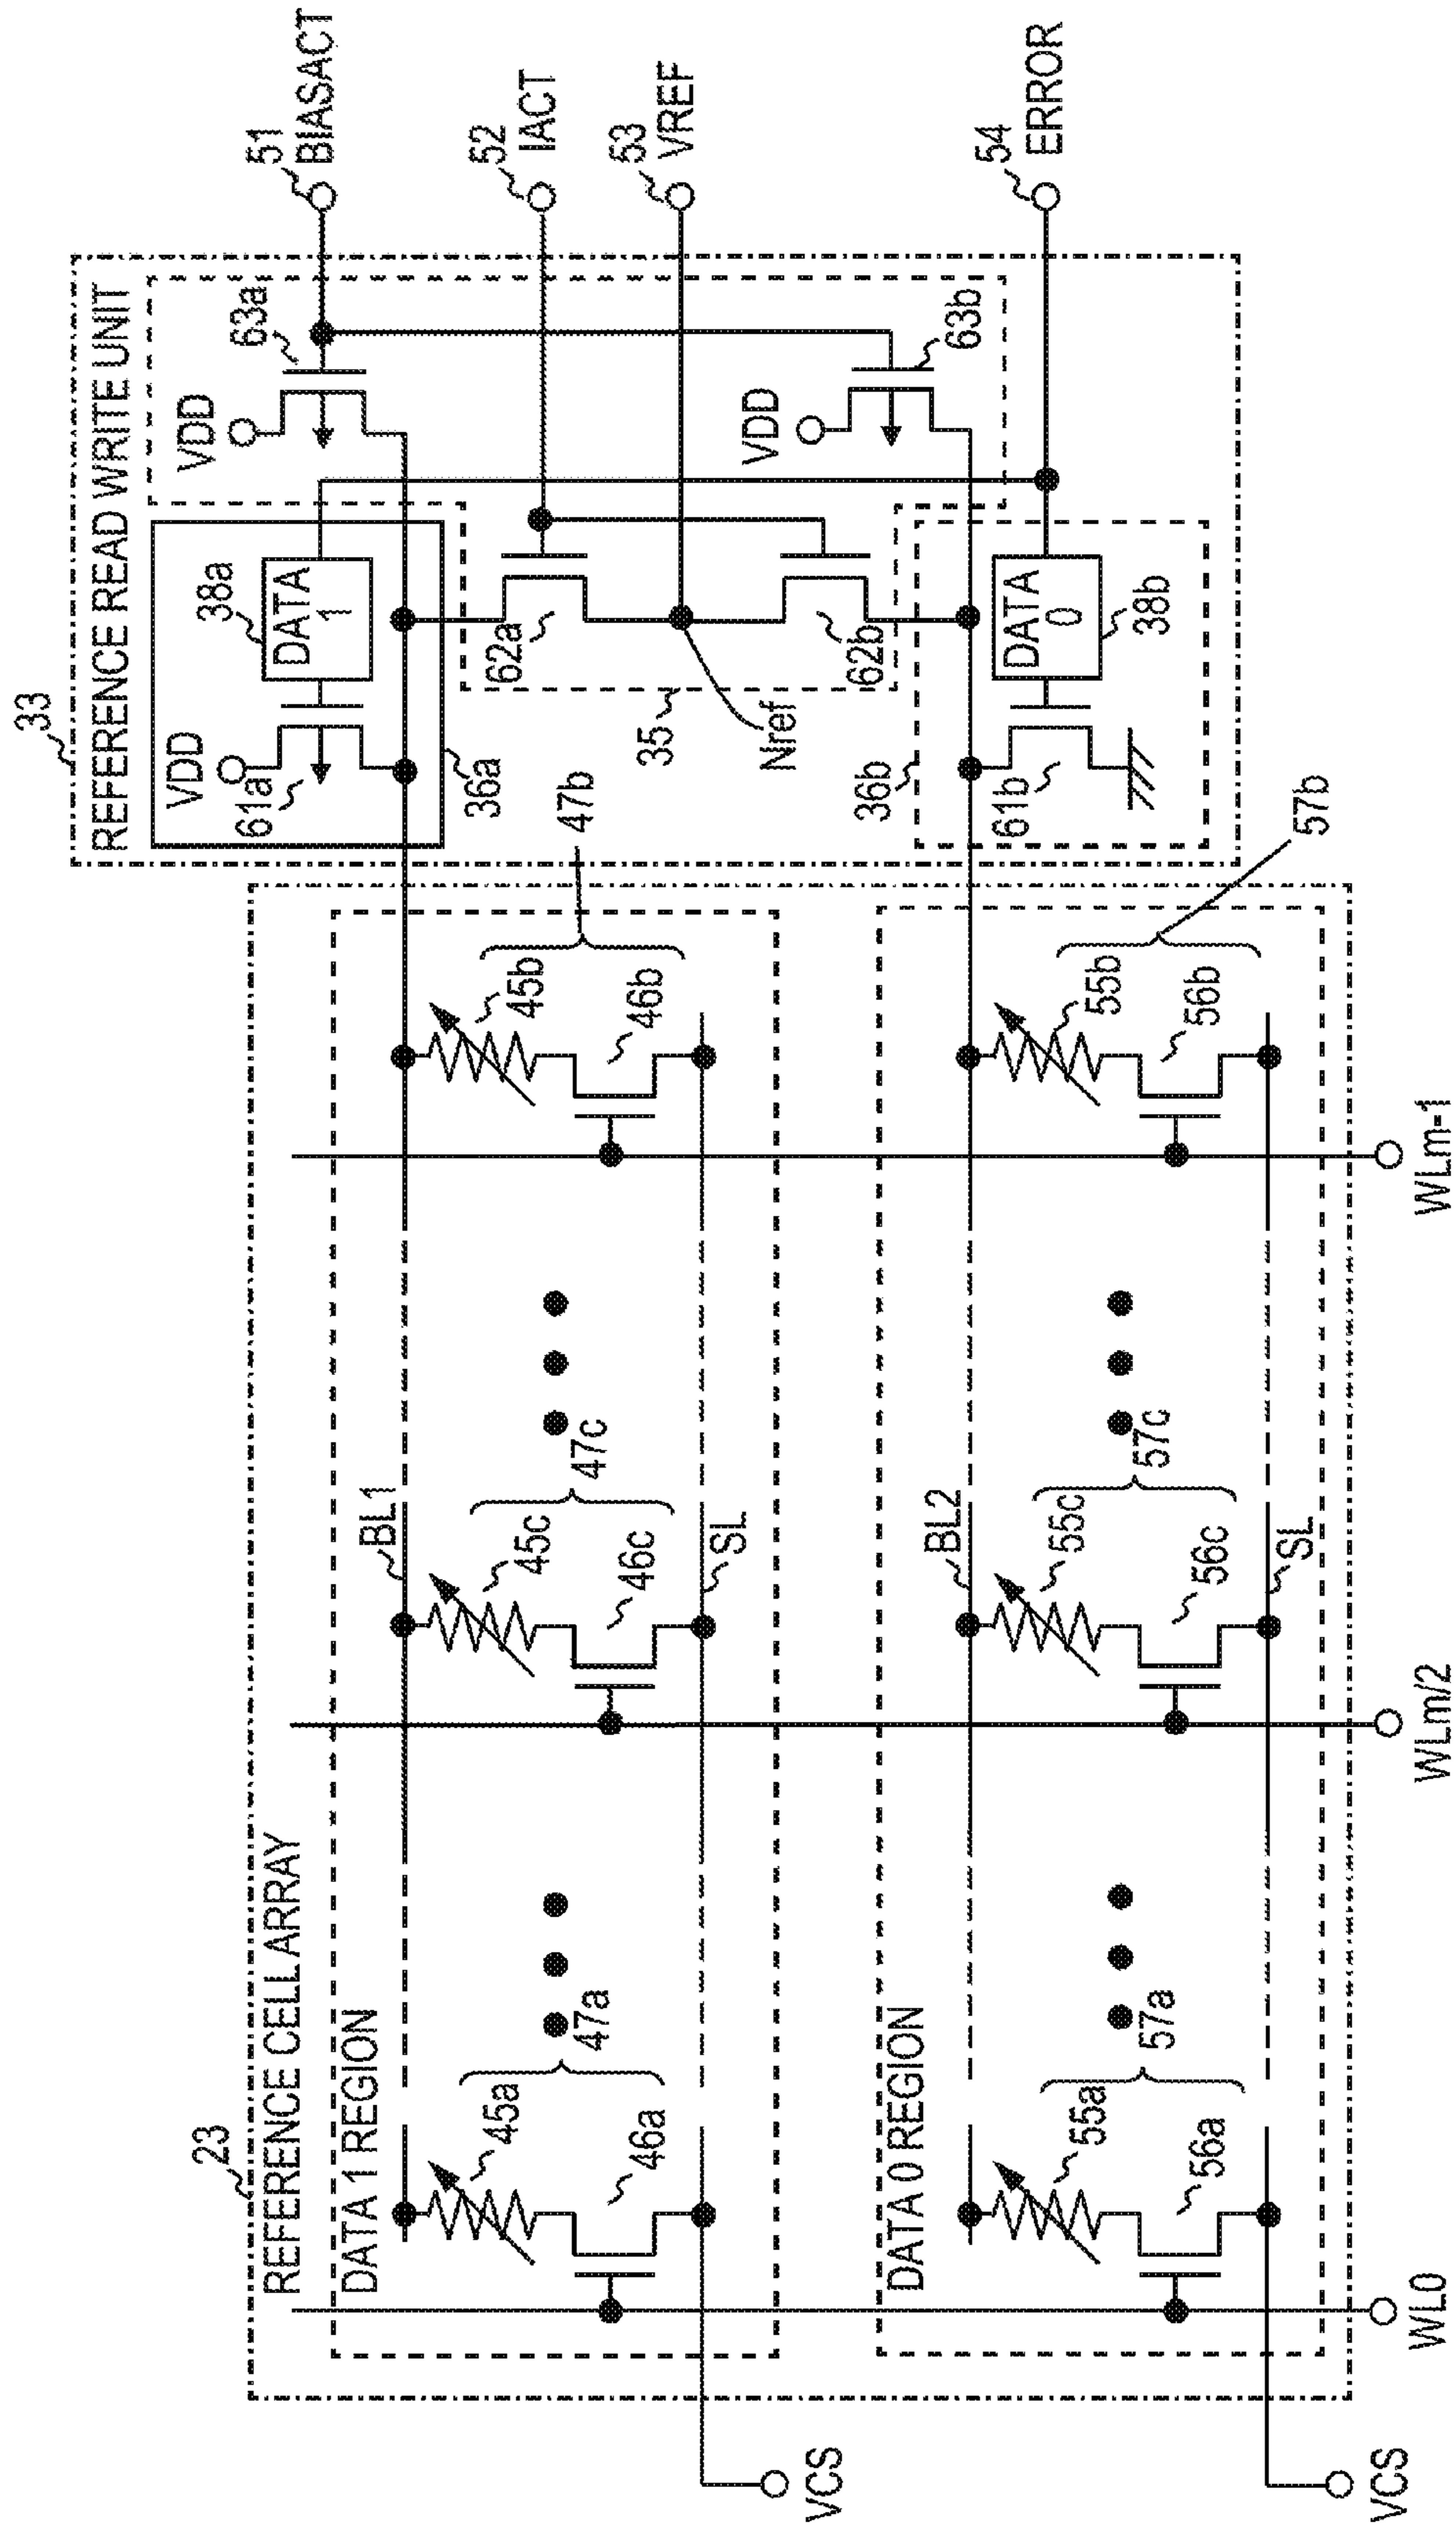 33
REFERENCE READ WRITE UNIT
VDD
61a
38a
DATA
1
36a
VDD
63a
51
BIASACT
52
IACT
62a
53
VREF
35
Nref
62b
VDD
63b
36b
61b
DATA
0
38b
54
ERROR
23
REFERENCE CELL ARRAY
DATA 1 REGION
45a
46a
47a
BL1
45c
46c
47c
SL
45b
46b
47b
VCS
DATA 0 REGION
55a
56a
57a
BL2
55c
56c
57c
SL
55b
56b
57b
VCS
WL0
WLm/2
WLm-1